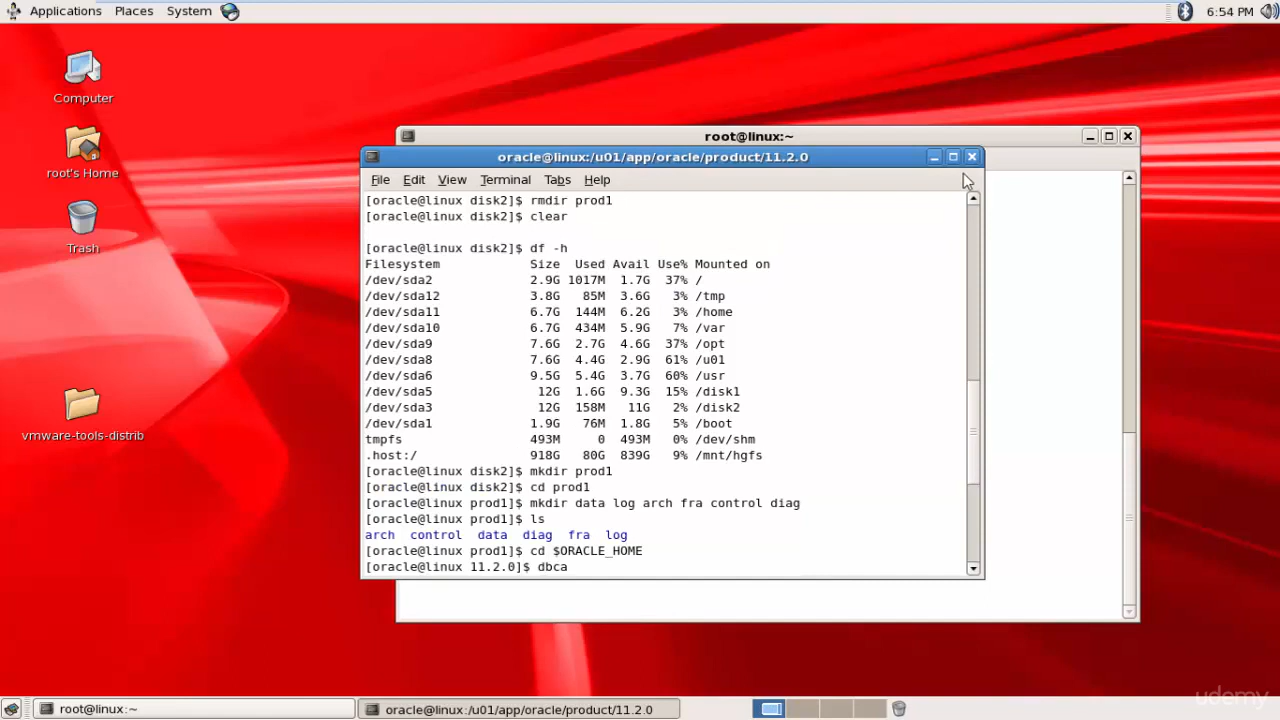 Applications Places System 6:54 PM
Computer
root's Home
Trash
vmware-tools-distrib
root@linux:~
oracle@linux:/u01/app/oracle/product/11.2.0
File Edit View Terminal Tabs Help
[oracle@linux disk2]$ rmdir prod1
[oracle@linux disk2]$ clear
[oracle@linux disk2]$ df -h
Filesystem Size Used Avail Use% Mounted on
/dev/sda2 2.9G 1017M 1.7G 37% /
/dev/sda12 3.8G 85M 3.6G 3% /tmp
/dev/sda11 6.7G 144M 6.2G 3% /home
/dev/sda10 6.7G 434M 5.9G 7% /var
/dev/sda9 7.6G 2.7G 4.6G 37% /opt
/dev/sda8 7.6G 4.4G 2.9G 61% /u01
/dev/sda6 9.5G 5.4G 3.7G 60% /usr
/dev/sda5 12G 1.6G 9.3G 15% /disk1
/dev/sda3 12G 158M 11G 2% /disk2
/dev/sda1 1.9G 76M 1.8G 5% /boot
tmpfs 493M 0 493M 0% /dev/shm
.host:/ 918G 80G 839G 9% /mnt/hgfs
[oracle@linux disk2]$ mkdir prod1
[oracle@linux disk2]$ cd prod1
[oracle@linux prod1]$ mkdir data log arch fra control diag
[oracle@linux prod1]$ ls
arch control data diag fra log
[oracle@linux prod1]$ cd $ORACLE_HOME
[oracle@linux 11.2.0]$ dbca
udemy
root@linux:~ oracle@linux:/u01/app/oracle/product/11.2.0